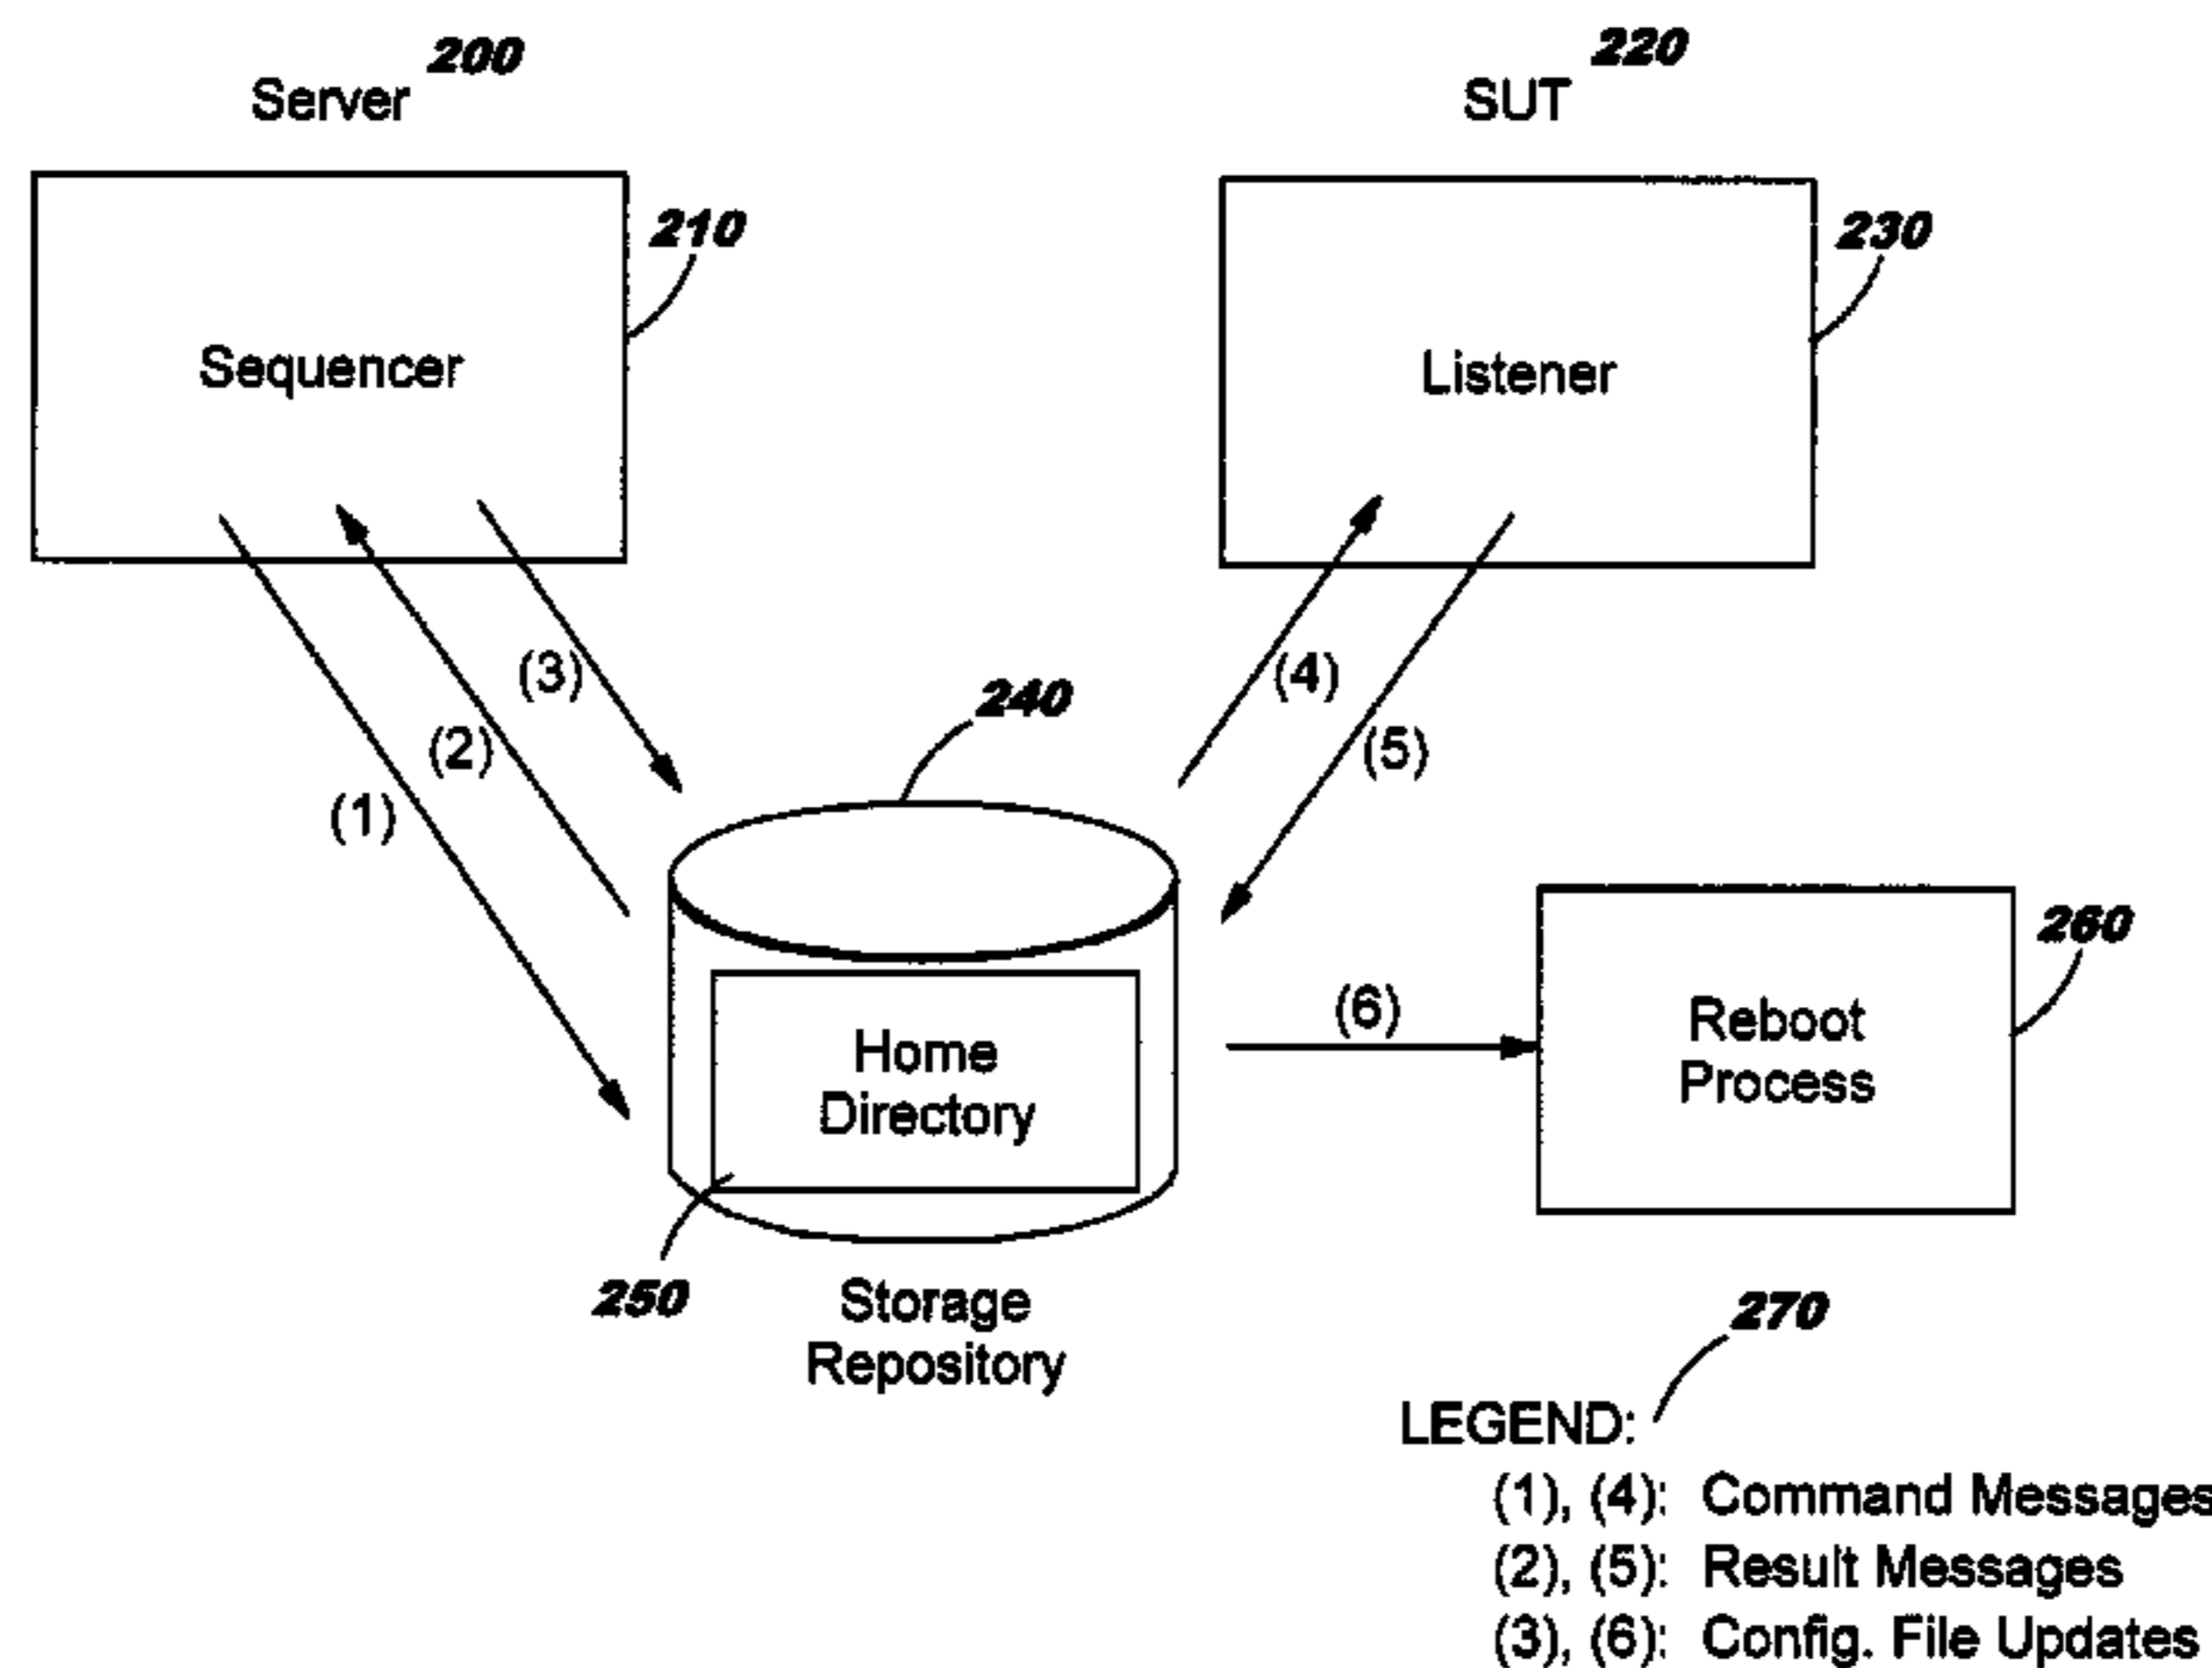 200
Server
220
SUT
210
230
Sequencer
Listener
(3)
(4)
240
(2)
(5)
(1)
260
(6)
Reboot
Process
Home
Directory
250
Storage
Repository
270
LEGEND:
(1), (4): Command Messages
(2), (5): Result Messages
(3), (6): Config. File Updates